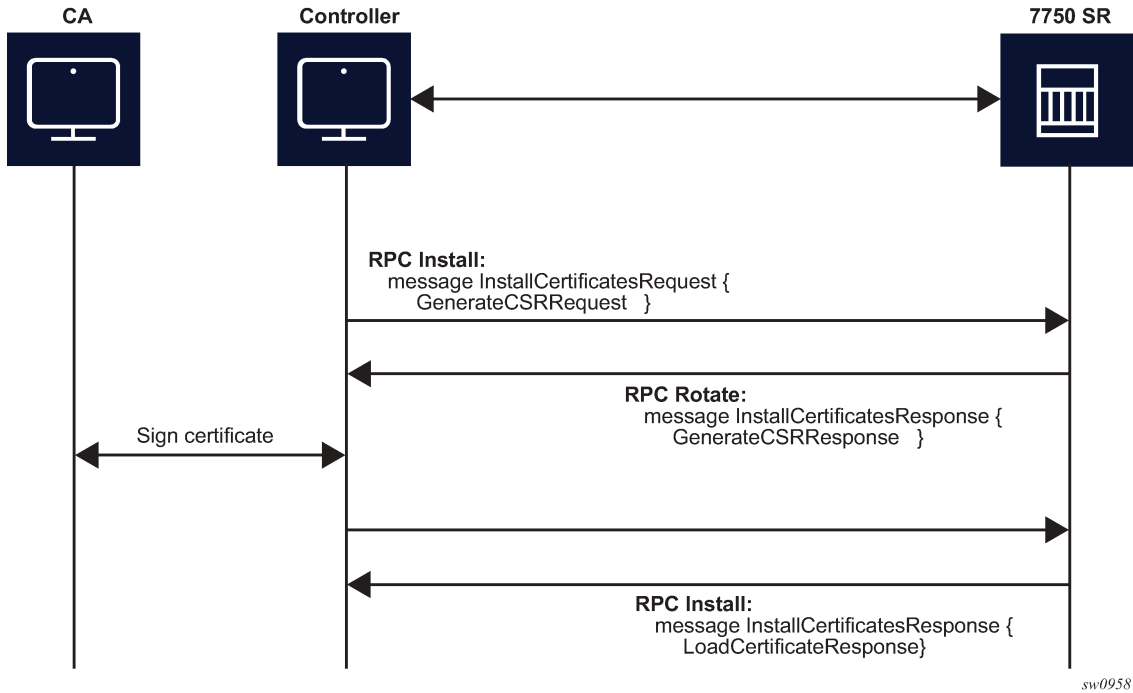 CA
Controller
7750 SR
RPC Install:
message InstallCertificatesRequest {
GenerateCSRRequest   }
RPC Rotate:
message InstallCertificatesResponse {
GenerateCSRResponse   }
Sign certificate
RPC Install:
message InstallCertificatesResponse {
LoadCertificateResponse}
sw0958